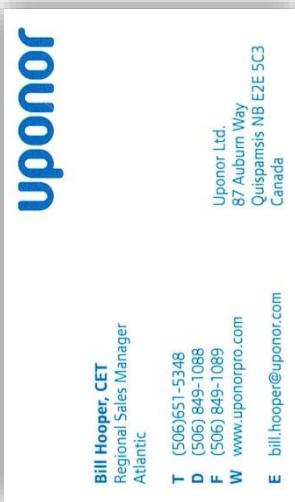 uponor
Bill Hooper, CET
Regional Sales Manager
Atlantic
T (506)651-5348
D (506) 849-1088
F (506) 849-1089
W www.uponorpro.com
E bill.hooper@uponor.com
Uponor Ltd.
87 Auburn Way
Quispamsis NB E2E 5C3
Canada